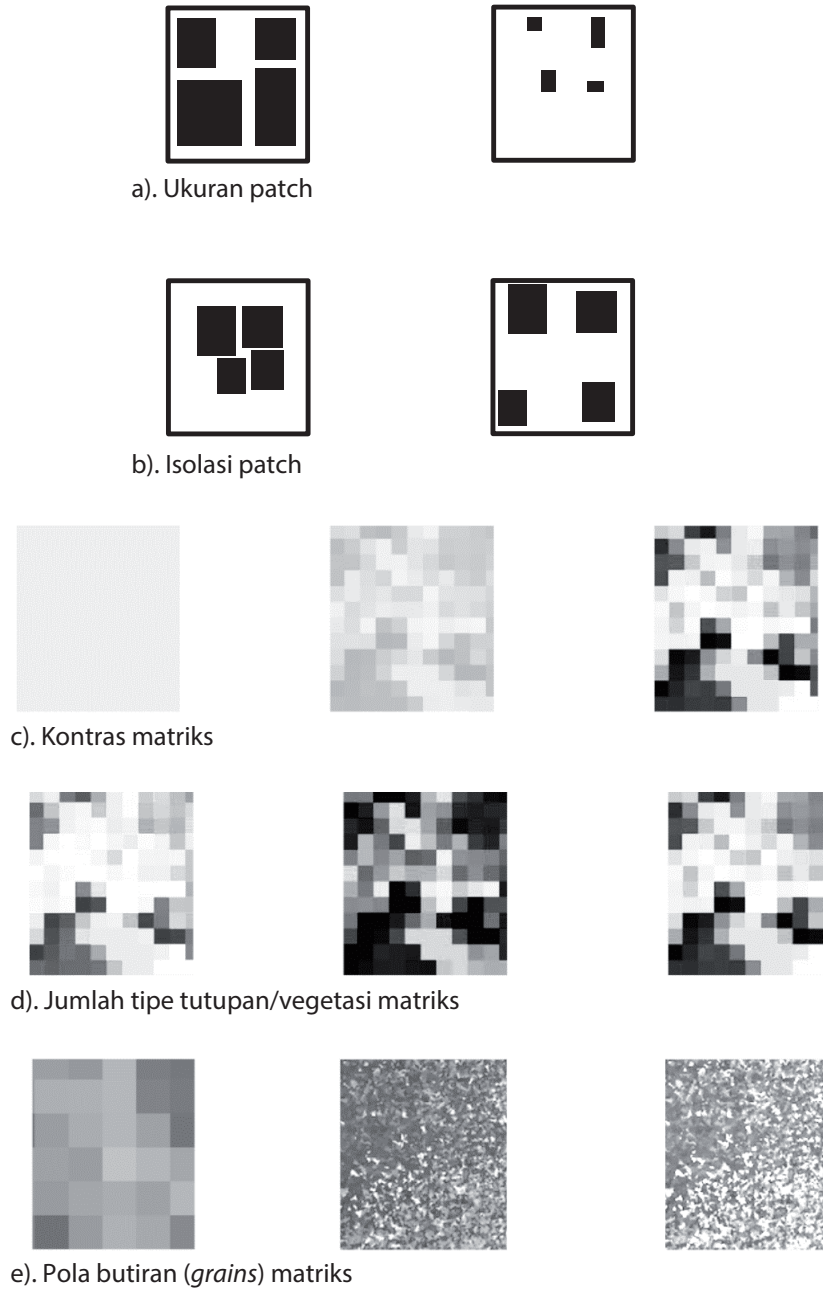 a). Ukuran patch
b). Isolasi patch
c). Kontras matriks
d). Jumlah tipe tutupan/vegetasi matriks
e). Pola butiran (grains) matriks